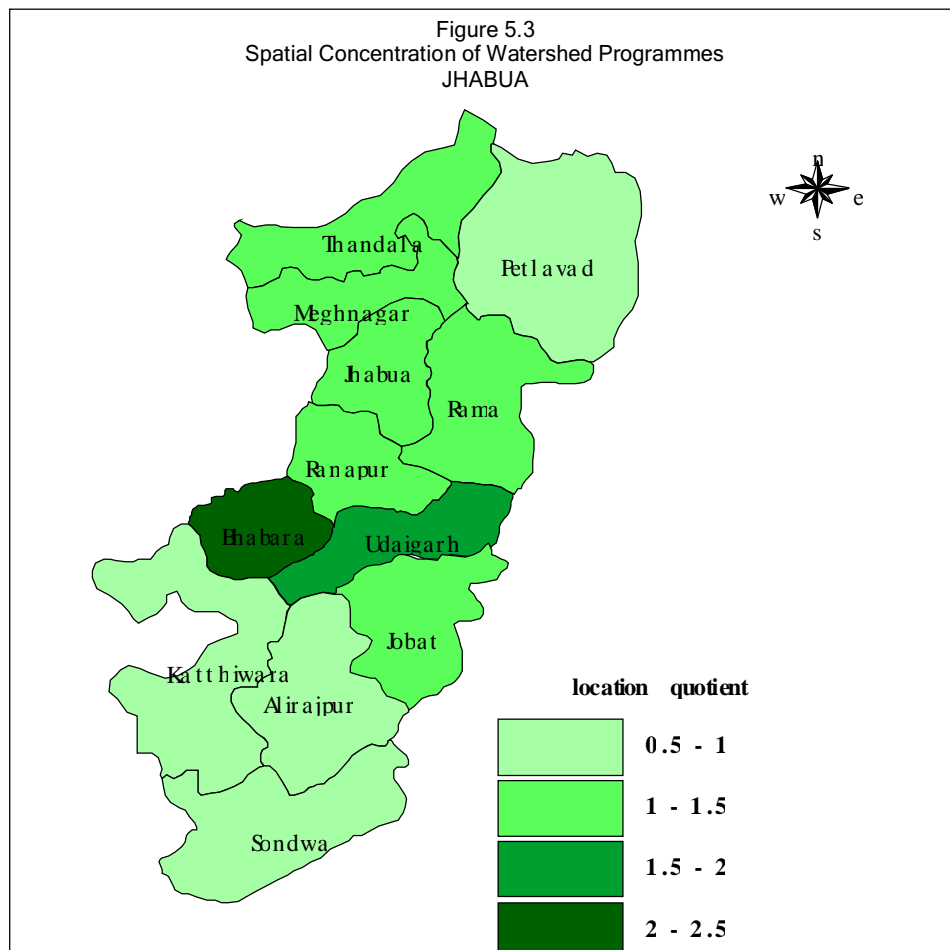 Figure 5.3
Spatial Concentration of Watershed Programmes
JHABUA
n
w e
s
Thandala
Petlavad
Meghnagar
Jhabua
Rama
Ranapur
Bhabara
Udaigarh
Jobat
Katthiwara
Alirajpur
Sondwa
location quotient
0.5 - 1
1 - 1.5
1.5 - 2
2 - 2.5